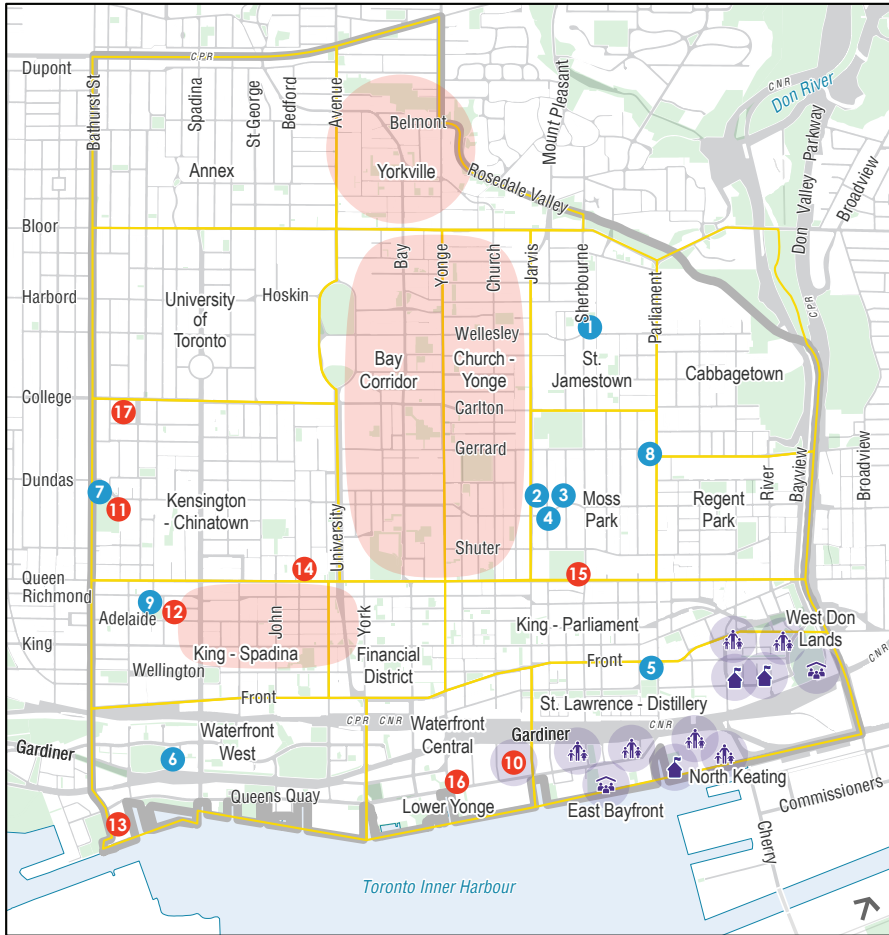 CPR
Dupont
Bathurst St
Spadina
St George
Bedford
Avenue
Belmont
Mount Pleasant
CNR
Don River
Don Valley Parkway
Broadview
Annex
Yorkville
Rosedale Valley
Bloor
Bay
Yonge
Church
Jarvis
Sherbourne
Parliament
CPR
Harbord
University
of
Toronto
Hoskin
1
Wellesley
Bay
Corridor
Church -
Yonge
St.
Jamestown
Cabbagetown
College
17
Carlton
Gerrard
8
Dundas
7
11
Kensington
- Chinatown
University
2
3
4
Moss
Park
Regent
Park
River
Bayview
Broadview
Shuter
14
15
Queen
Richmond
9
12
Adelaide
John
York
King - Parliament
West Don
Lands
King
King - Spadina
Financial
District
Front
5
Wellington
CNR
Front
St. Lawrence - Distillery
CPR
CNR
Waterfront
Central
Gardiner
CNR
Gardiner
Waterfront
West
6
10
16
North Keating
Queens Quay
Lower Yonge
East Bayfront
Commissioners
13
Cherry
Toronto Inner Harbour